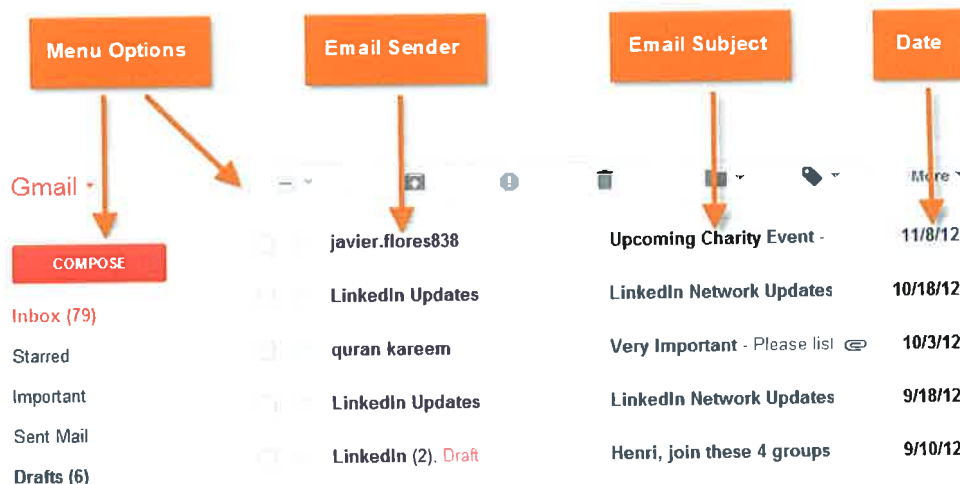 Menu Options
Email Sender
Email Subject
Date
Gmail
More
COMPOSE
javier.flores838 Upcoming Charity Event - 11/8/12
LinkedIn Updates LinkedIn Network Updates 10/18/12
Inbox (79)
quran kareem Very Important - Please list 10/3/12
Starred
Important
LinkedIn Updates LinkedIn Network Updates 9/18/12
Sent Mail
LinkedIn (2), Draft Henri, join these 4 groups 9/10/12
Drafts (6)